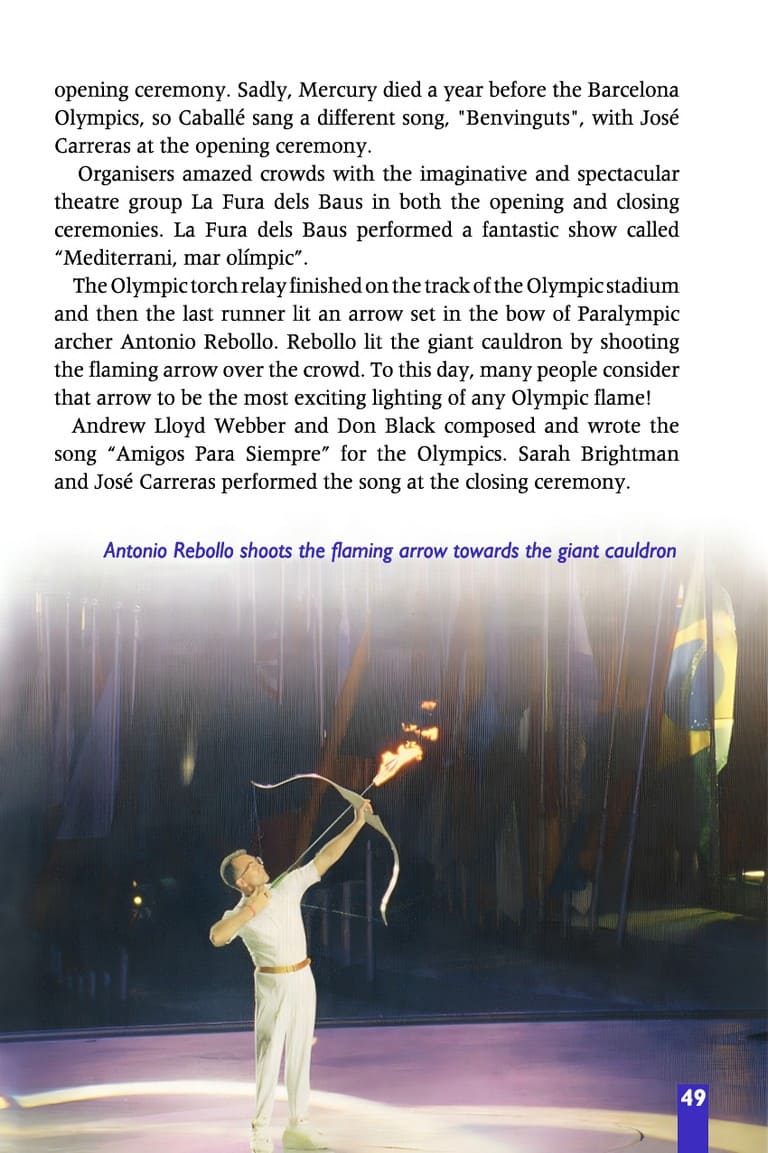 opening ceremony. Sadly, Mercury died a year before the Barcelona
Olympics, so Caballé sang a different song, "Benvinguts", with José
Carreras at the opening ceremony.
Organisers amazed crowds with the imaginative and spectacular
theatre group La Fura dels Baus in both the opening and closing
ceremonies. La Fura dels Baus performed a fantastic show called
“Mediterrani, mar olímpic”.
The Olympic torch relay finished on the track of the Olympic stadium
and then the last runner lit an arrow set in the bow of Paralympic
archer Antonio Rebollo. Rebollo lit the giant cauldron by shooting
the flaming arrow over the crowd. To this day, many people consider
that arrow to be the most exciting lighting of any Olympic flame!
Andrew Lloyd Webber and Don Black composed and wrote the
song “Amigos Para Siempre” for the Olympics. Sarah Brightman
and José Carreras performed the song at the closing ceremony.
Antonio Rebollo shoots the flaming arrow towards the giant cauldron
49